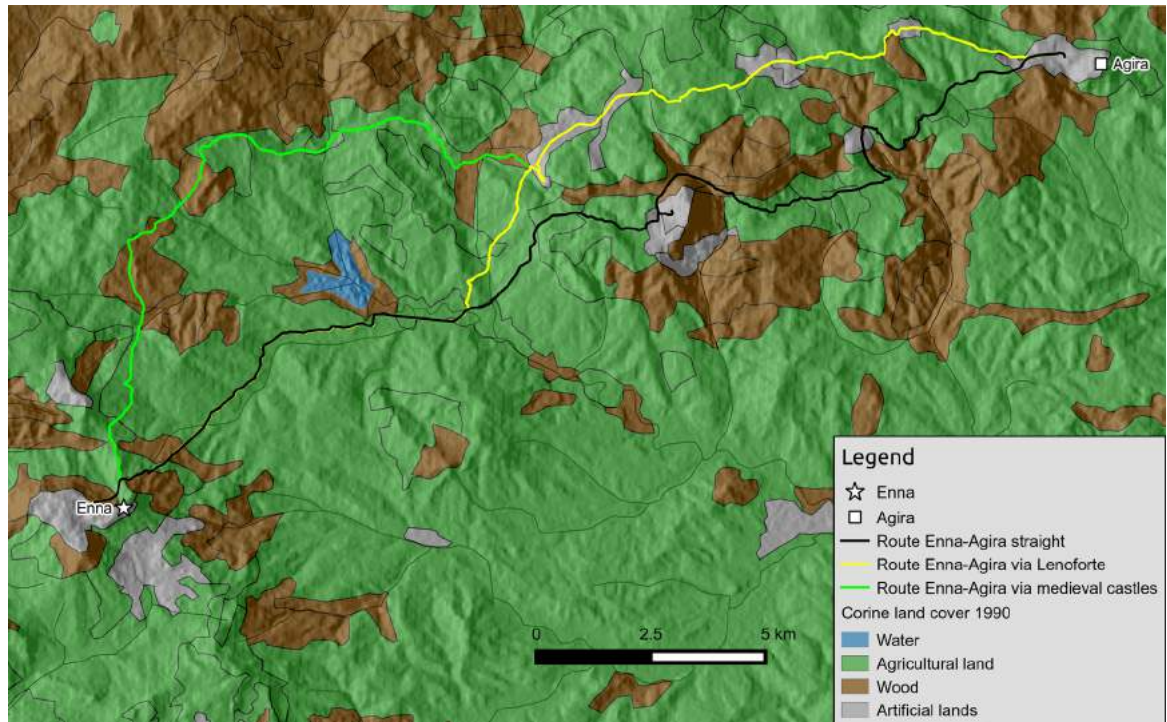 Agira
Enna
Legend
Enna
Agira
Route Enna-Agira straight
Route Enna-Agira via Lenoforte
Route Enna-Agira via medieval castles
Corine land cover 1990
Water
Agricultural land
Wood
Artificial lands
0 2.5 5 km